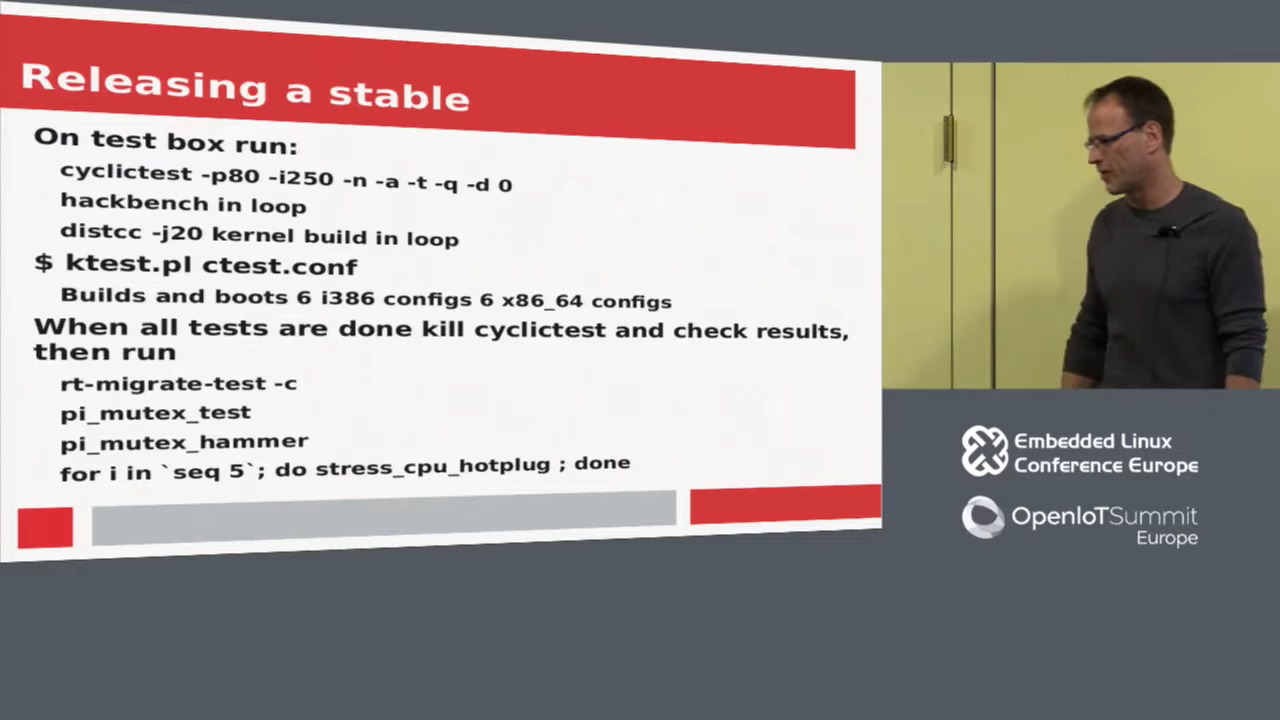 Releasing a stable
On test box run:
cyclictest -p80 -i250 -n -a -t -q -d 0
hackbench in loop
distcc -j20 kernel build in loop
$ ktest.pl ctest.conf
Builds and boots 6 i386 configs 6 x86_64 configs
When all tests are done kill cyclictest and check results,
then run
rt-migrate-test -c
pi_mutex_test
pi_mutex_hammer
for i in `seq 5`; do stress_cpu_hotplug ; done
Embedded Linux
Conference Europe
OpenIoTSummit
Europe